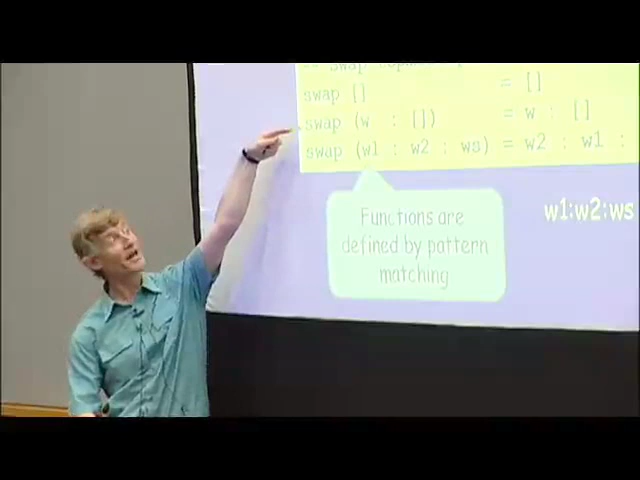 swap []     = []
swap (w : [])     = w : []
swap (w1 : w2 : ws) = w2 : w1 :
Functions are
defined by pattern
matching
w1:w2:ws